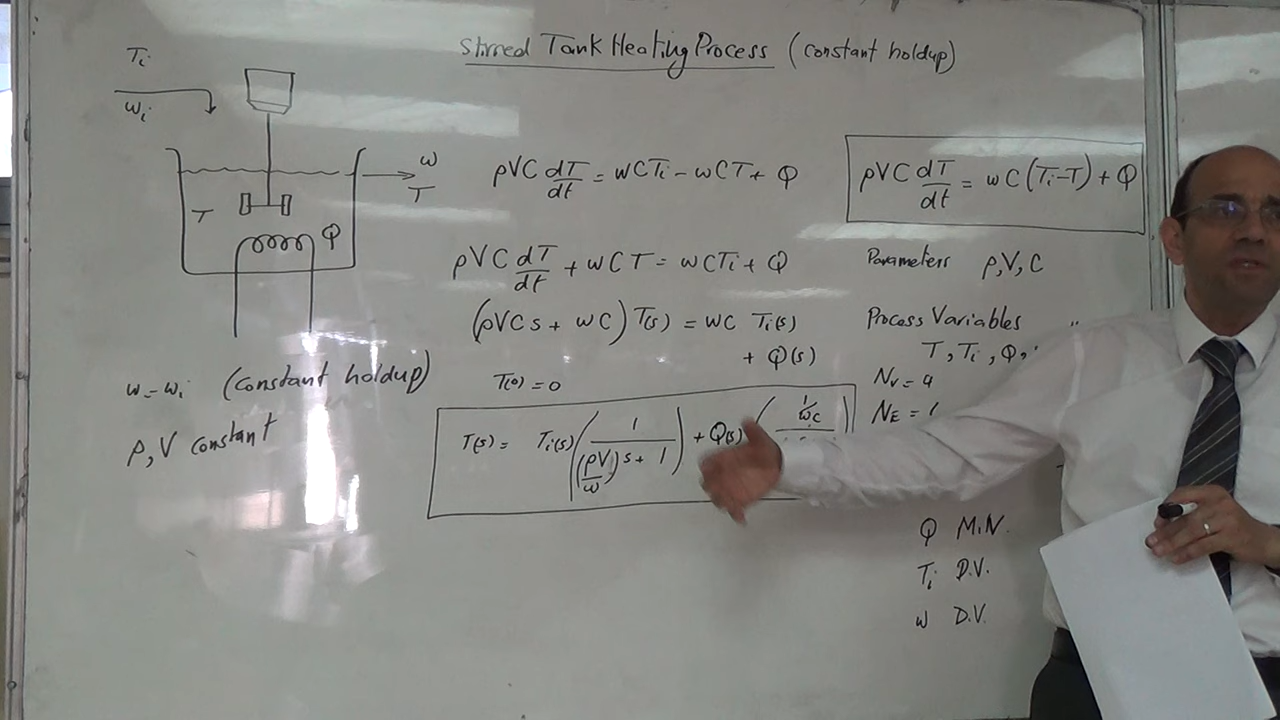 Stirred Tank Heating Process (constant holdup)
Ti
wi
w
T
T
Q
w = wi (constant holdup)
ρ, V constant
ρVC dT/dt = wCTi - wCT + Q
ρVC dT/dt + wCT = wCTi + Q
(ρVCs + wC) T(s) = wC Ti(s)
+ Q(s)
T(0) = 0
T(s) = Ti(s) (1 / ((ρV/w)s + 1)) + Q(s) (1/wC
ρVC dT/dt = wC(Ti-T) + Q
Parameters ρ, V, C
Process Variables
T, Ti, Q,
Nv = 4
NE = 1
Q M.V.
Ti D.V.
w D.V.